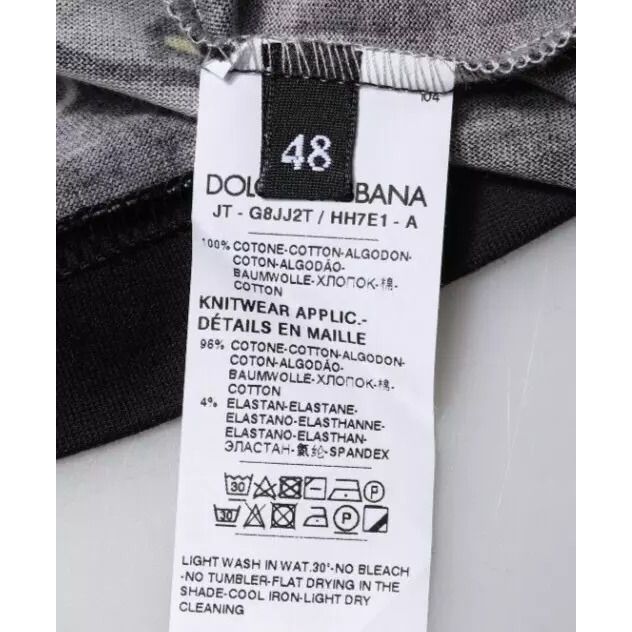 104
48
DOL BBANA
JT - G8JJ2T / HH7E1 - A
100% COTONE-COTTON-ALGODON-
COTON-ALGODÃO-
BAUMWOLLE-ХЛОПОК-棉-
COTTON
KNITWEAR APPLIC.-
DÉTAILS EN MAILLE
96% COTONE-COTTON-ALGODON-
COTON-ALGODÃO-
BAUMWOLLE-ХЛОПОК-棉-
COTTON
4% ELASTAN-ELASTANE-
ELASTANO-ELASTHANNE-
ELASTANO-ELASTHAN-
ЭЛАСТАН-氨纶-SPANDEX
30 P
30 P
LIGHT WASH IN WAT.30°-NO BLEACH
-NO TUMBLER-FLAT DRYING IN THE
SHADE-COOL IRON-LIGHT DRY
CLEANING